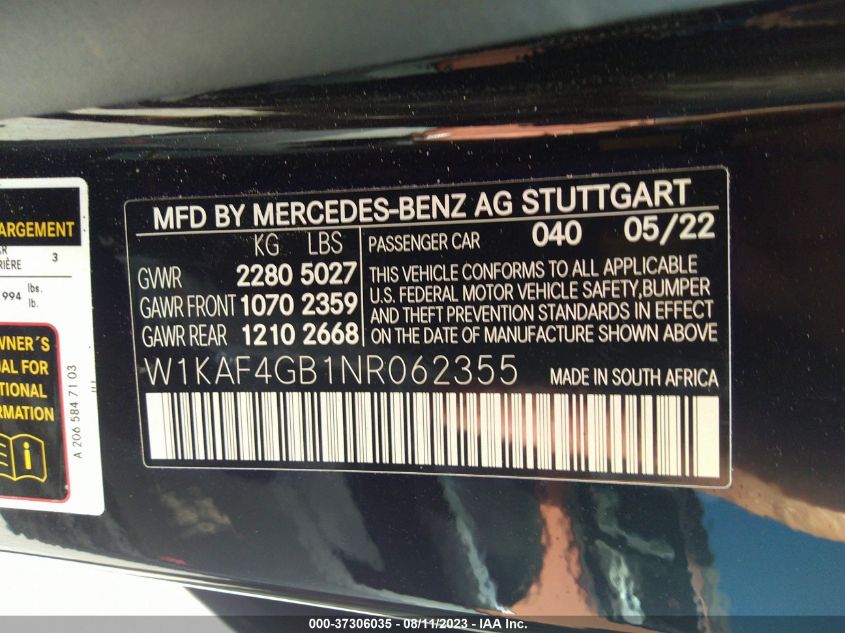 ARGEMENT
AR
RIÈRE 3
994 lbs.
lb.
WNER'S
UAL FOR
TIONAL
RMATION
i
A 206 584 71 03
MFD BY MERCEDES-BENZ AG STUTTGART
KG LBS
GVWR 2280 5027
GAWR FRONT 1070 2359
GAWR REAR 1210 2668
PASSENGER CAR 040 05/22
THIS VEHICLE CONFORMS TO ALL APPLICABLE
U.S. FEDERAL MOTOR VEHICLE SAFETY,BUMPER
AND THEFT PREVENTION STANDARDS IN EFFECT
ON THE DATE OF MANUFACTURE SHOWN ABOVE
W1KAF4GB1NR062355 MADE IN SOUTH AFRICA
000-37306035 - 08/11/2023 - IAA Inc.